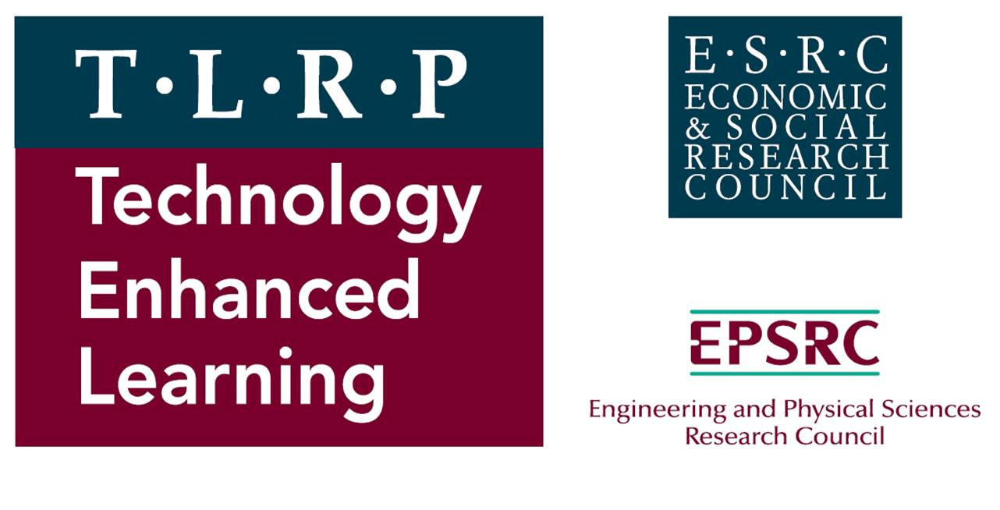 T·L·R·P
Technology
Enhanced
Learning
E·S·R·C
ECONOMIC
& SOCIAL
RESEARCH
COUNCIL
EPSRC
Engineering and Physical Sciences
Research Council